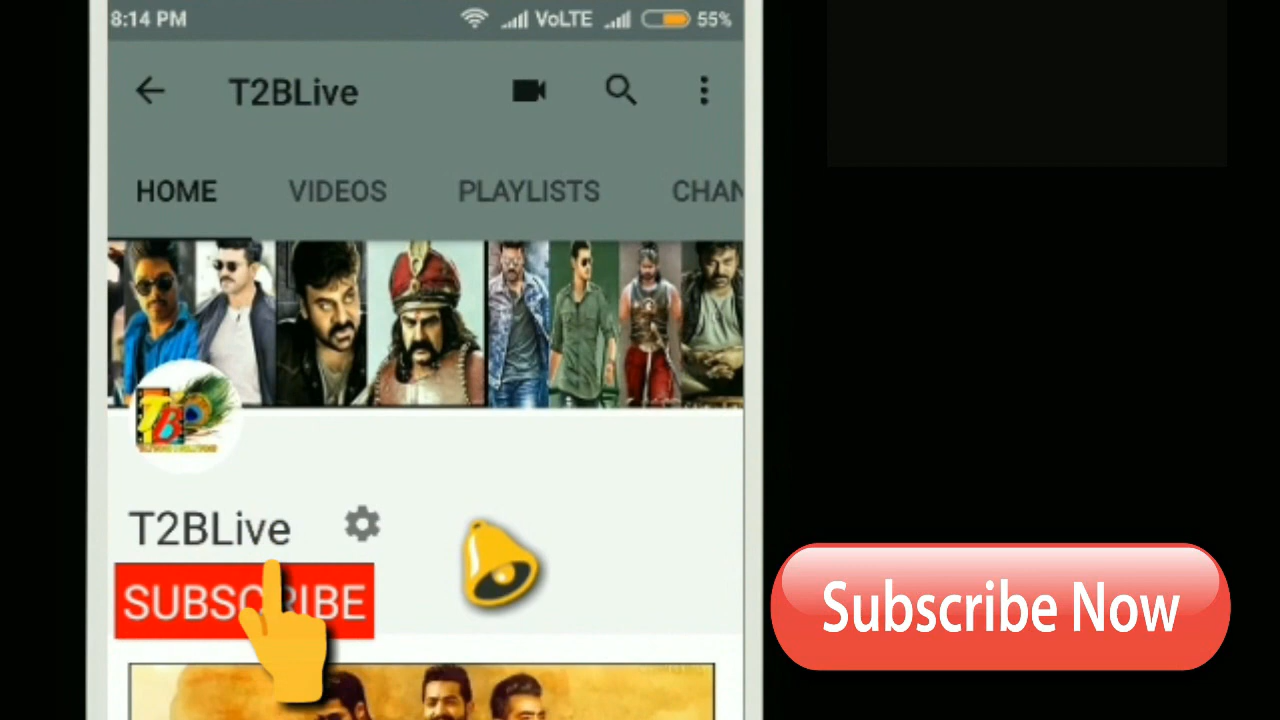 8:14 PM VoLTE 55%
T2BLive
HOME VIDEOS PLAYLISTS CHAN
T B
T2BLive
SUBSCRIBE
Subscribe Now